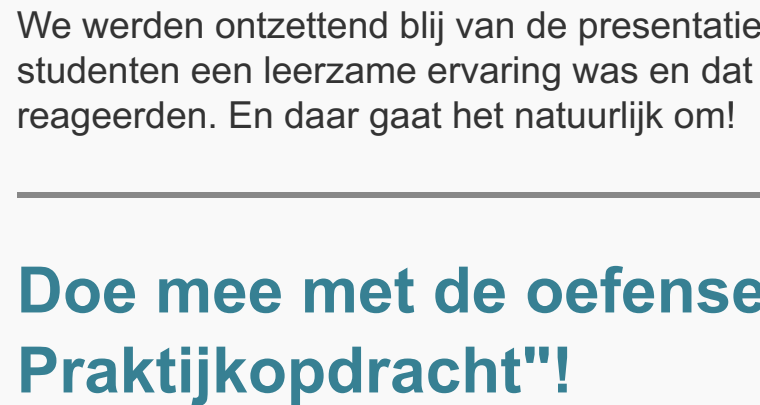 We werden ontzettend blij van de presentatie
studenten een leerzame ervaring was en dat
reageerden. En daar gaat het natuurlijk om!
Doe mee met de oefense
Praktijkopdracht"!